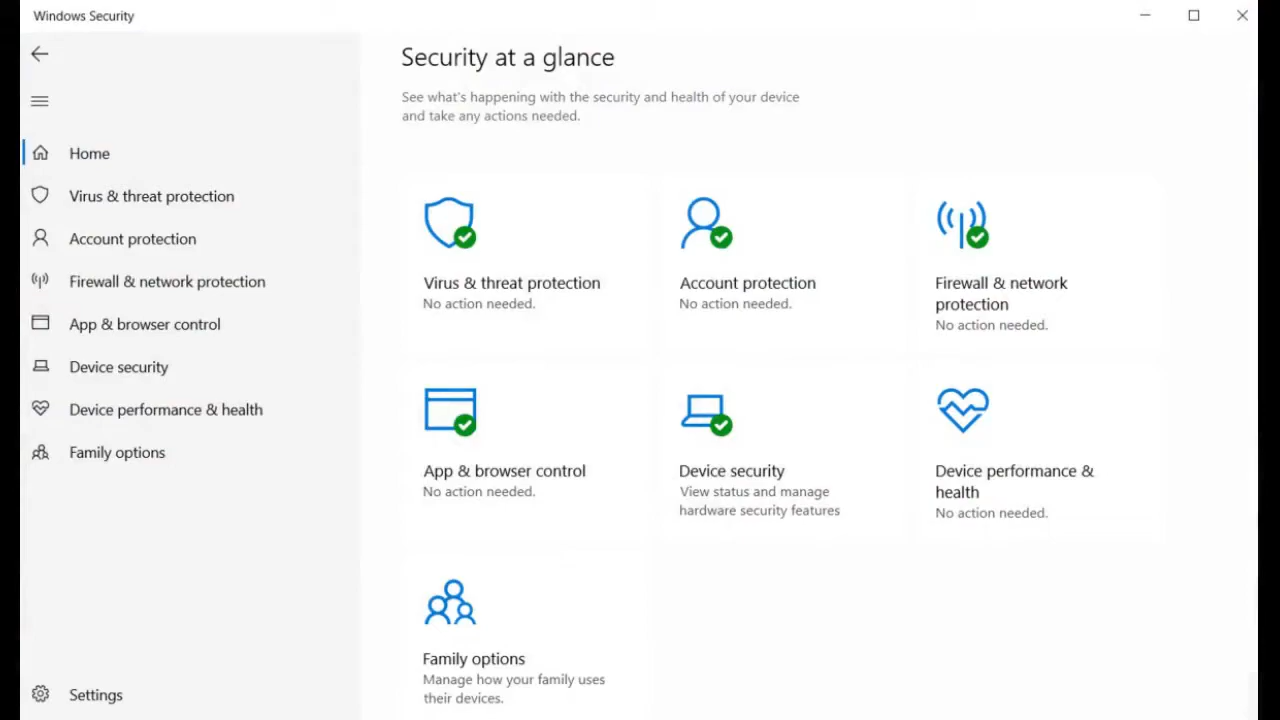 Windows Security
Home
Virus & threat protection
Account protection
Firewall & network protection
App & browser control
Device security
Device performance & health
Family options
Settings
Security at a glance
See what's happening with the security and health of your device
and take any actions needed.
Virus & threat protection
No action needed.
Account protection
No action needed.
Firewall & network
protection
No action needed.
App & browser control
No action needed.
Device security
View status and manage
hardware security features
Device performance &
health
No action needed.
Family options
Manage how your family uses
their devices.